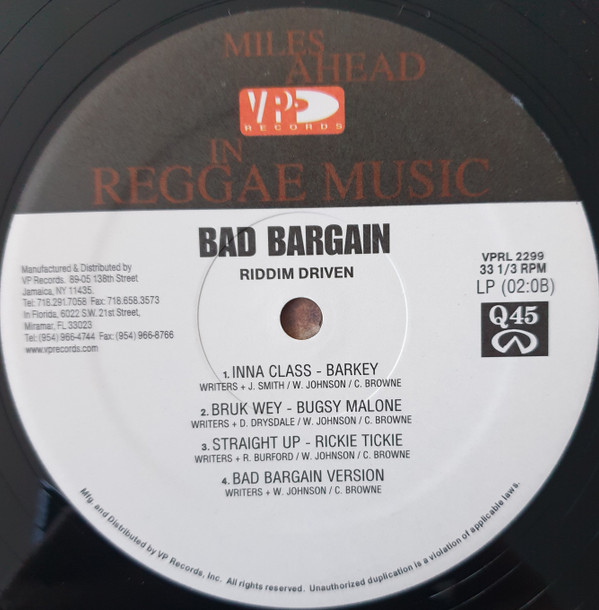 MILES
AHEAD
VP
RECORDS
IN
REGGAE MUSIC
BAD BARGAIN
RIDDIM DRIVEN
Manufactured & Distributed by
VP Records. 89-05 138th Street
Jamaica, NY 11435.
Tel: 718.291.7058 Fax: 718.658.3573
In Florida, 6022 S.W. 21st Street,
Miramar, FL 33023
Tel: (954) 966-4744 Fax: (954) 966-8766
www.vprecords.com
VPRL 2299
33 1/3 RPM
LP (02:0B)
Q45
1. INNA CLASS - BARKEY
WRITERS + J. SMITH / W. JOHNSON / C. BROWNE
2. BRUK WEY - BUGSY MALONE
WRITERS + D. DRYSDALE / W. JOHNSON / C. BROWNE
3. STRAIGHT UP - RICKIE TICKIE
WRITERS + R. BURFORD / W. JOHNSON / C. BROWNE
4. BAD BARGAIN VERSION
WRITERS + W. JOHNSON / C. BROWNE
Mfg. and Distributed by VP Records, Inc. All rights reserved. Unauthorized duplication is a violation of applicable laws.